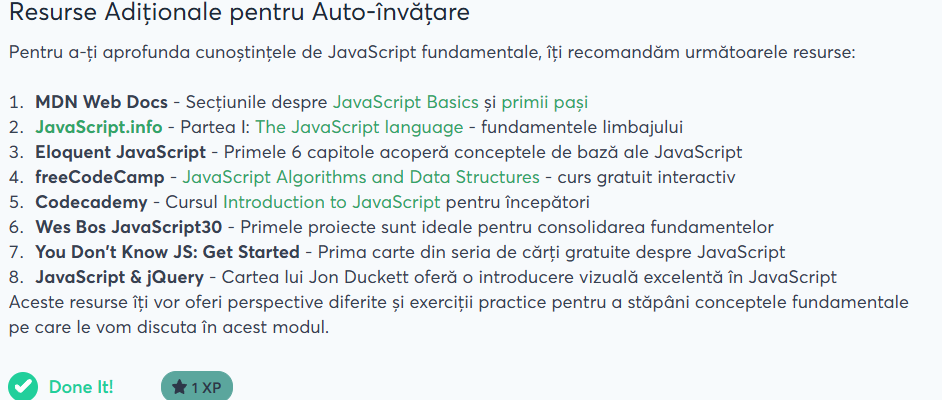 Resurse Adiționale pentru Auto-învățare
Pentru a-ți aprofunda cunoștințele de JavaScript fundamentale, îți recomandăm următoarele resurse:
1. MDN Web Docs - Secțiunile despre JavaScript Basics și primii pași
2. JavaScript.info - Partea I: The JavaScript language - fundamentele limbajului
3. Eloquent JavaScript - Primele 6 capitole acoperă conceptele de bază ale JavaScript
4. freeCodeCamp - JavaScript Algorithms and Data Structures - curs gratuit interactiv
5. Codecademy - Cursul Introduction to JavaScript pentru începători
6. Wes Bos JavaScript30 - Primele proiecte sunt ideale pentru consolidarea fundamentelor
7. You Don't Know JS: Get Started - Prima carte din seria de cărți gratuite despre JavaScript
8. JavaScript & jQuery - Cartea lui Jon Duckett oferă o introducere vizuală excelentă în JavaScript
Aceste resurse îți vor oferi perspective diferite și exerciții practice pentru a stăpâni conceptele fundamentale
pe care le vom discuta în acest modul.
Done It! 1 XP